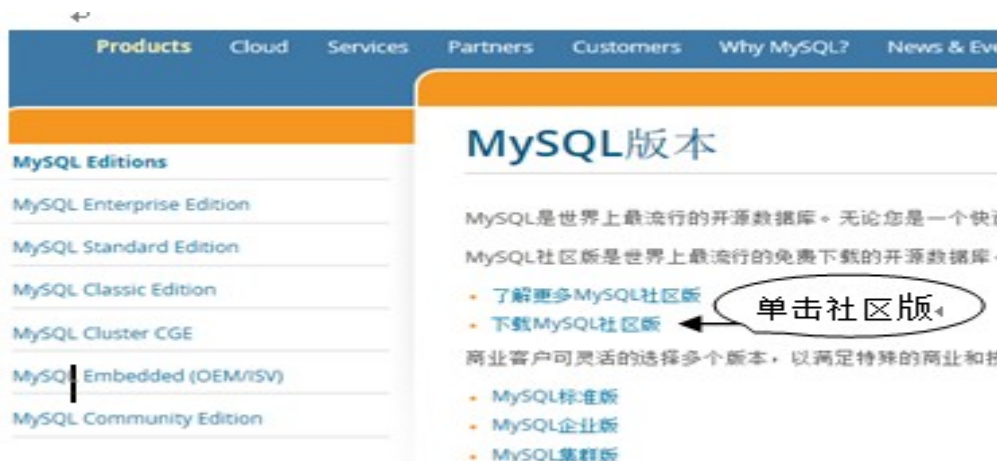 Products Cloud Services Partners Customers Why MySQL? News & Eve
MySQL Editions
MySQL Enterprise Edition
MySQL Standard Edition
MySQL Classic Edition
MySQL Cluster CGE
MySQL Embedded (OEM/ISV)
MySQL Community Edition
MySQL版本
MySQL是世界上最流行的开源数据库。无论您是一个快
MySQL社区版是世界上最流行的免费下载的开源数据库
了解更多MySQL社区版
下载MySQL社区版
单击社区版
商业客户可灵活的选择多个版本,以满足特殊的商业和
MySQL标准版
MySQL企业版
MySQL集群版